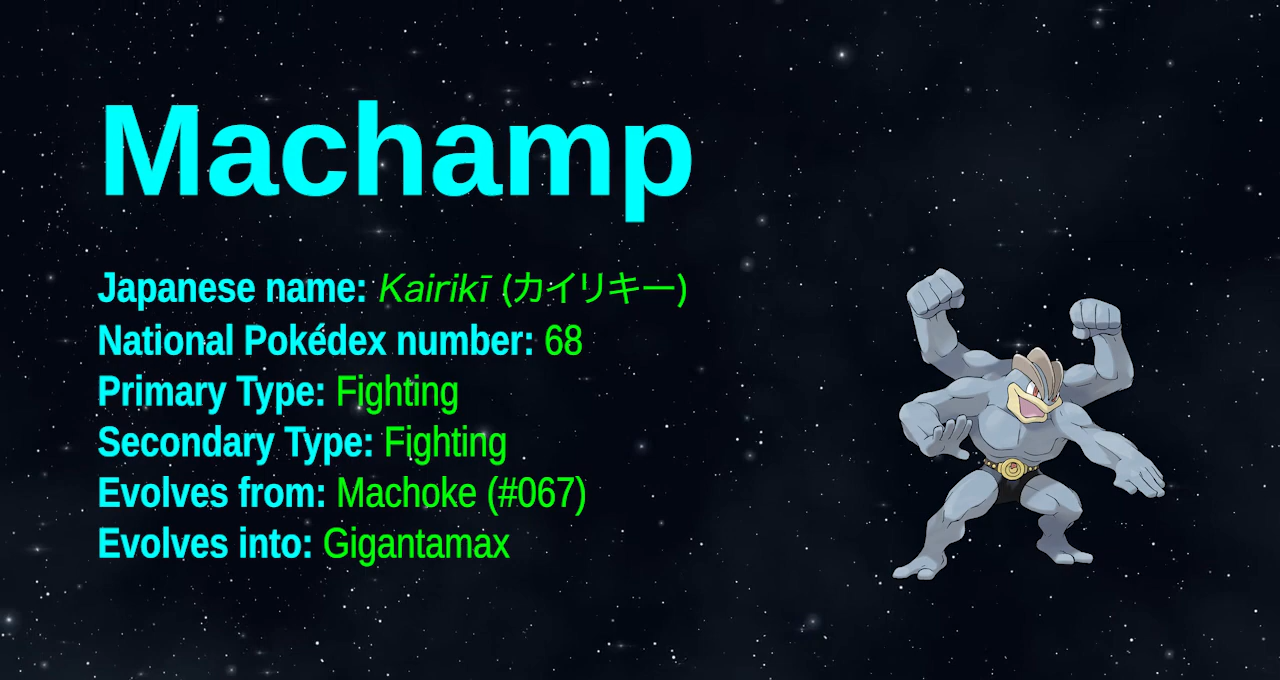 Machamp
Japanese name: Kairikī (カイリキー)
National Pokédex number: 68
Primary Type: Fighting
Secondary Type: Fighting
Evolves from: Machoke (#067)
Evolves into: Gigantamax